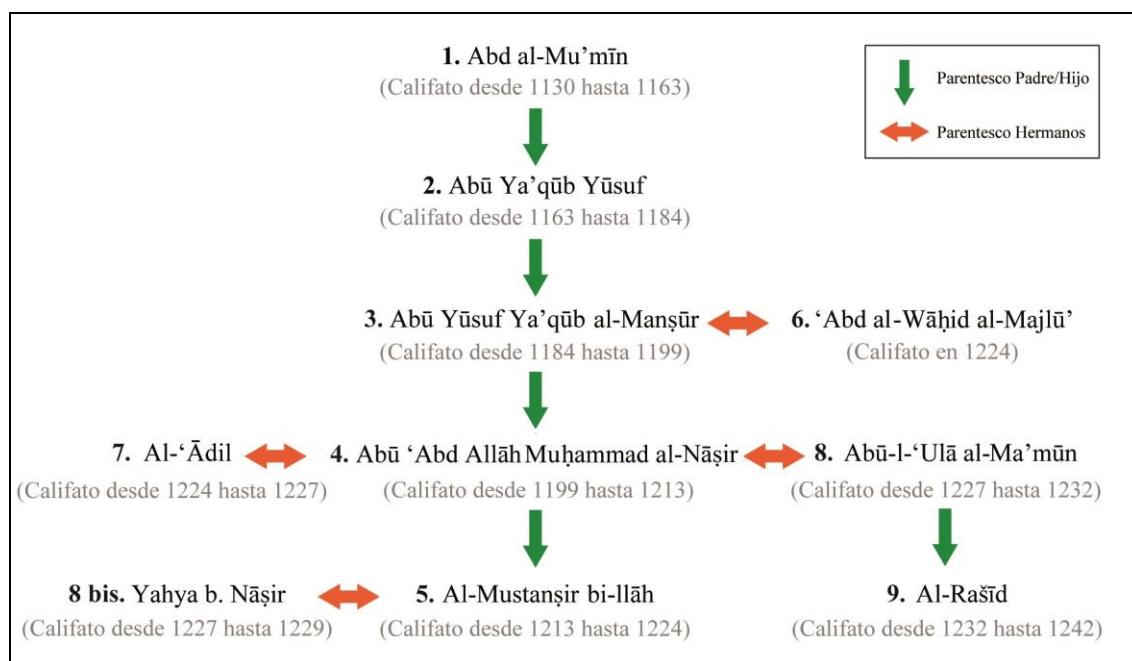 1. Abd al-Mu’mīn
(Califato desde 1130 hasta 1163)
Parentesco Padre/Hijo
Parentesco Hermanos
2. Abū Ya’qūb Yūsuf
(Califato desde 1163 hasta 1184)
3. Abū Yūsuf Ya’qūb al-Manṣūr
(Califato desde 1184 hasta 1199)
6. ‘Abd al-Wāḥid al-Majlū’
(Califato en 1224)
7. Al-‘Ādil
(Califato desde 1224 hasta 1227)
4. Abū ‘Abd Allāh Muḥammad al-Nāṣir
(Califato desde 1199 hasta 1213)
8. Abū-l-‘Ulā al-Ma’mūn
(Califato desde 1227 hasta 1232)
8 bis. Yahya b. Nāṣir
(Califato desde 1227 hasta 1229)
5. Al-Mustanṣir bi-llāh
(Califato desde 1213 hasta 1224)
9. Al-Rašīd
(Califato desde 1232 hasta 1242)